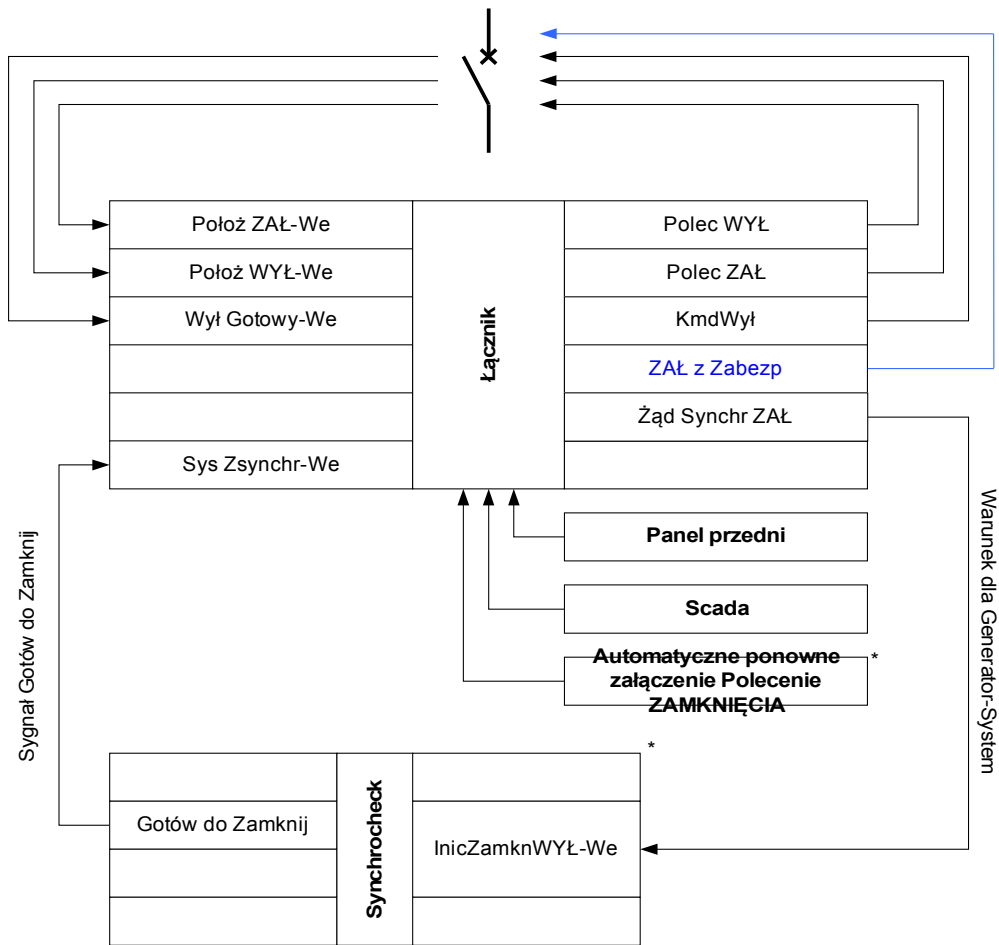 Położ ZAŁ-We
Polec WYŁ
Położ WYŁ-We
Polec ZAŁ
Wył Gotowy-We
KmdWył
ZAŁ z Zabezp
Żąd Synchr ZAŁ
Sys Zsynchr-We
Łącznik
Panel przedni
Scada
Automatyczne ponowne *
załączenie Polecenie
ZAMKNIĘCIA
Sygnał Gotów do Zamknij
Warunek dla Generator-System
*
Gotów do Zamknij
Synchrocheck
InicZamknWYŁ-We